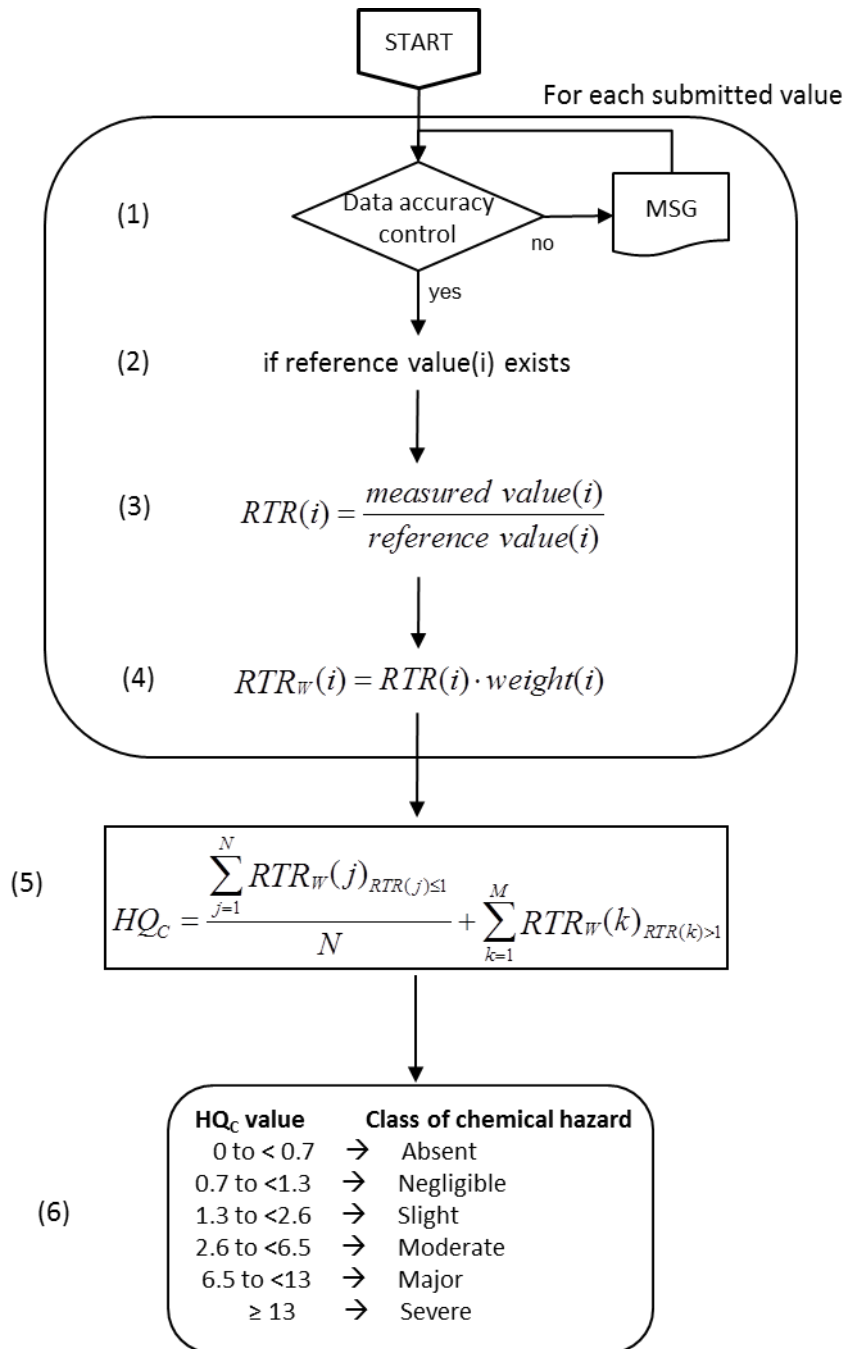 START
For each submitted value
(1)
Data accuracy
control
no
MSG
yes
(2) if reference value(i) exists
(3) RTR(i) = measured value(i) / reference value(i)
(4) RTR_W(i) = RTR(i) · weight(i)
(5) HQ_C = ∑_{j=1}^{N} RTR_W(j)_{RTR(j)≤1} / N + ∑_{k=1}^{M} RTR_W(k)_{RTR(k)>1}
HQ_C value Class of chemical hazard
0 to < 0.7 → Absent
0.7 to <1.3 → Negligible
(6)
1.3 to <2.6 → Slight
2.6 to <6.5 → Moderate
6.5 to <13 → Major
≥ 13 → Severe